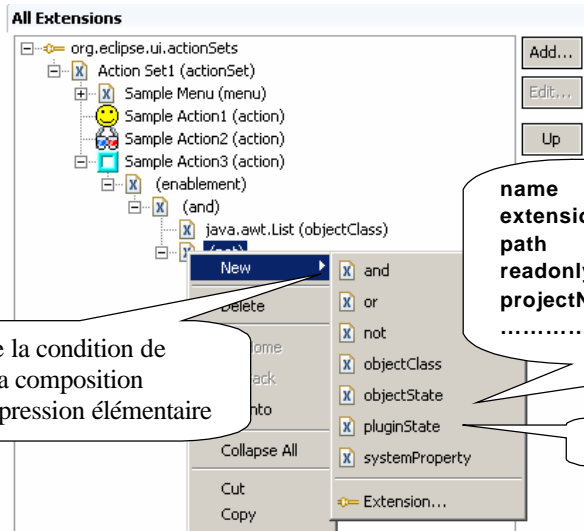 All Extensions
org.eclipse.ui.actionSets
Action Set1 (actionSet)
Sample Menu (menu)
Sample Action1 (action)
Sample Action2 (action)
Sample Action3 (action)
(enablement)
(and)
java.awt.List (objectClass)
(not)
Add...
Edit...
Up
New
Delete
Collapse All
Cut
Copy
and
or
not
objectClass
objectState
pluginState
systemProperty
Extension...
name
path
readonly
............
la condition de
composition
élémentaire